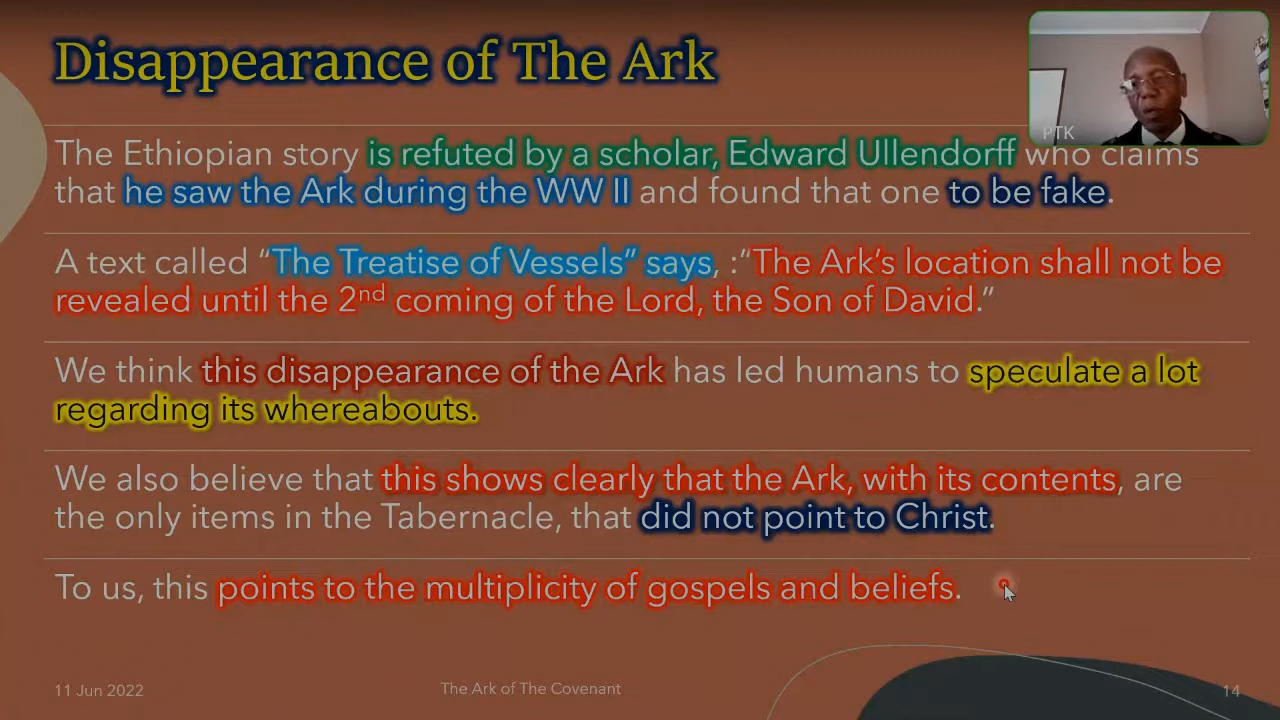 Disappearance of The Ark
PTK
The Ethiopian story is refuted by a scholar, Edward Ullendorff who claims
that he saw the Ark during the WW II and found that one to be fake.
A text called “The Treatise of Vessels” says, :“The Ark’s location shall not be
revealed until the 2nd coming of the Lord, the Son of David.”
We think this disappearance of the Ark has led humans to speculate a lot
regarding its whereabouts.
We also believe that this shows clearly that the Ark, with its contents, are
the only items in the Tabernacle, that did not point to Christ.
To us, this points to the multiplicity of gospels and beliefs.
11 Jun 2022
The Ark of The Covenant
14